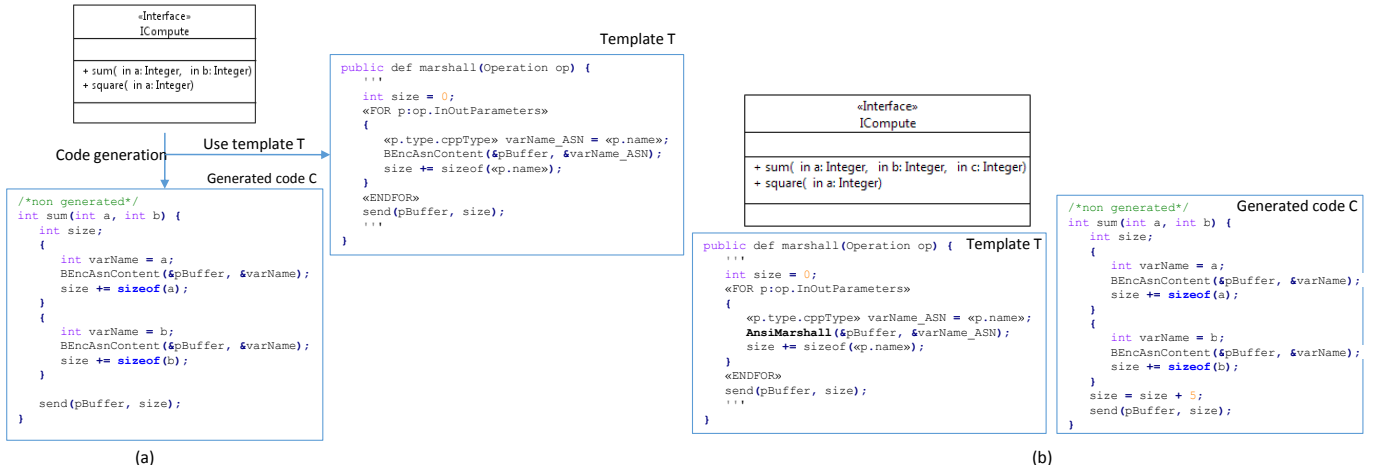 «Interface»
ICompute
+ sum( in a: Integer, in b: Integer)
+ square( in a: Integer)
Code generation
Use template T
Template T
public def marshall(Operation op) {
'''
int size = 0;
«FOR p:op.InOutParameters»
{
«p.type.cppType» varName_ASN = «p.name»;
BEncAsnContent(&pBuffer, &varName_ASN);
size += sizeof(«p.name»);
}
«ENDFOR»
send(pBuffer, size);
'''
}
Generated code C
/*non generated*/
int sum(int a, int b) {
int size;
{
int varName = a;
BEncAsnContent(&pBuffer, &varName);
size += sizeof(a);
}
{
int varName = b;
BEncAsnContent(&pBuffer, &varName);
size += sizeof(b);
}
send(pBuffer, size);
}
(a)
«Interface»
ICompute
+ sum( in a: Integer, in b: Integer, in c: Integer)
+ square( in a: Integer)
Template T
public def marshall(Operation op) {
'''
int size = 0;
«FOR p:op.InOutParameters»
{
«p.type.cppType» varName_ASN = «p.name»;
AnsiMarshall(&pBuffer, &varName_ASN);
size += sizeof(«p.name»);
}
«ENDFOR»
send(pBuffer, size);
'''
}
Generated code C
/*non generated*/
int sum(int a, int b) {
int size;
{
int varName = a;
BEncAsnContent(&pBuffer, &varName);
size += sizeof(a);
}
{
int varName = b;
BEncAsnContent(&pBuffer, &varName);
size += sizeof(b);
}
size = size + 5;
send(pBuffer, size);
}
(b)